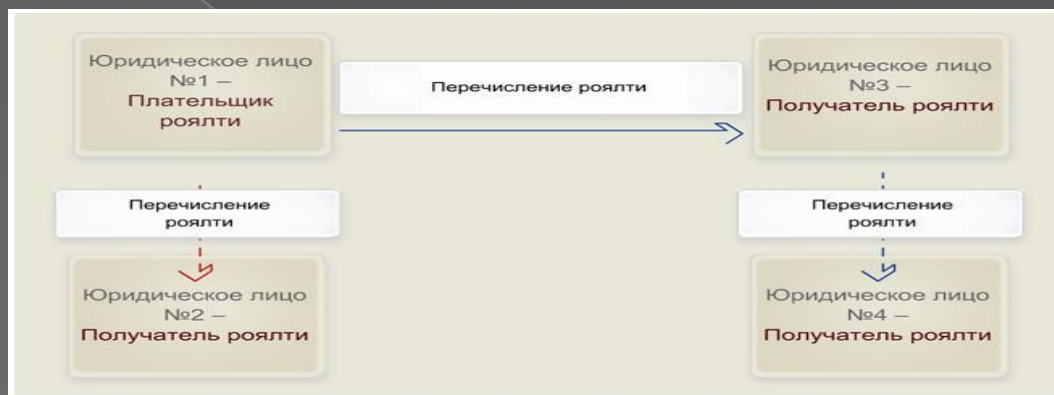 Юридическое лицо
№1 –
Плательщик
роялти
Перечисление роялти
Юридическое лицо
№3 –
Получатель роялти
Перечисление
роялти
Перечисление
роялти
Юридическое лицо
№2 –
Получатель роялти
Юридическое лицо
№4 –
Получатель роялти